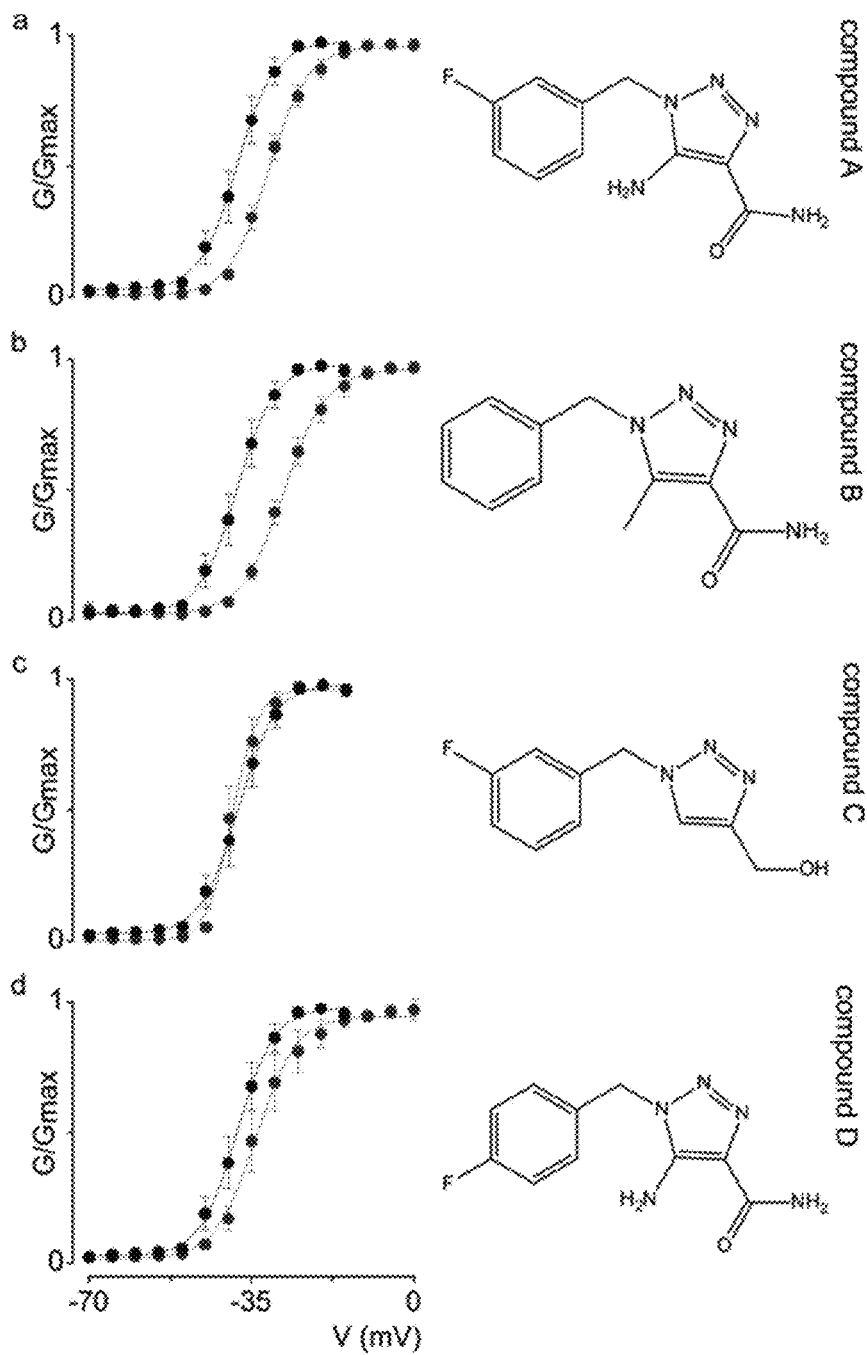 a
1
G/Gmax
0
F
N
N
N
H₂N
O
NH₂
compound A
b
1
G/Gmax
0
N
N
N
O
NH₂
compound B
c
1
G/Gmax
0
F
N
N
N
OH
compound C
d
1
G/Gmax
0
F
N
N
N
H₂N
O
NH₂
compound D
-70
-35
0
V (mV)